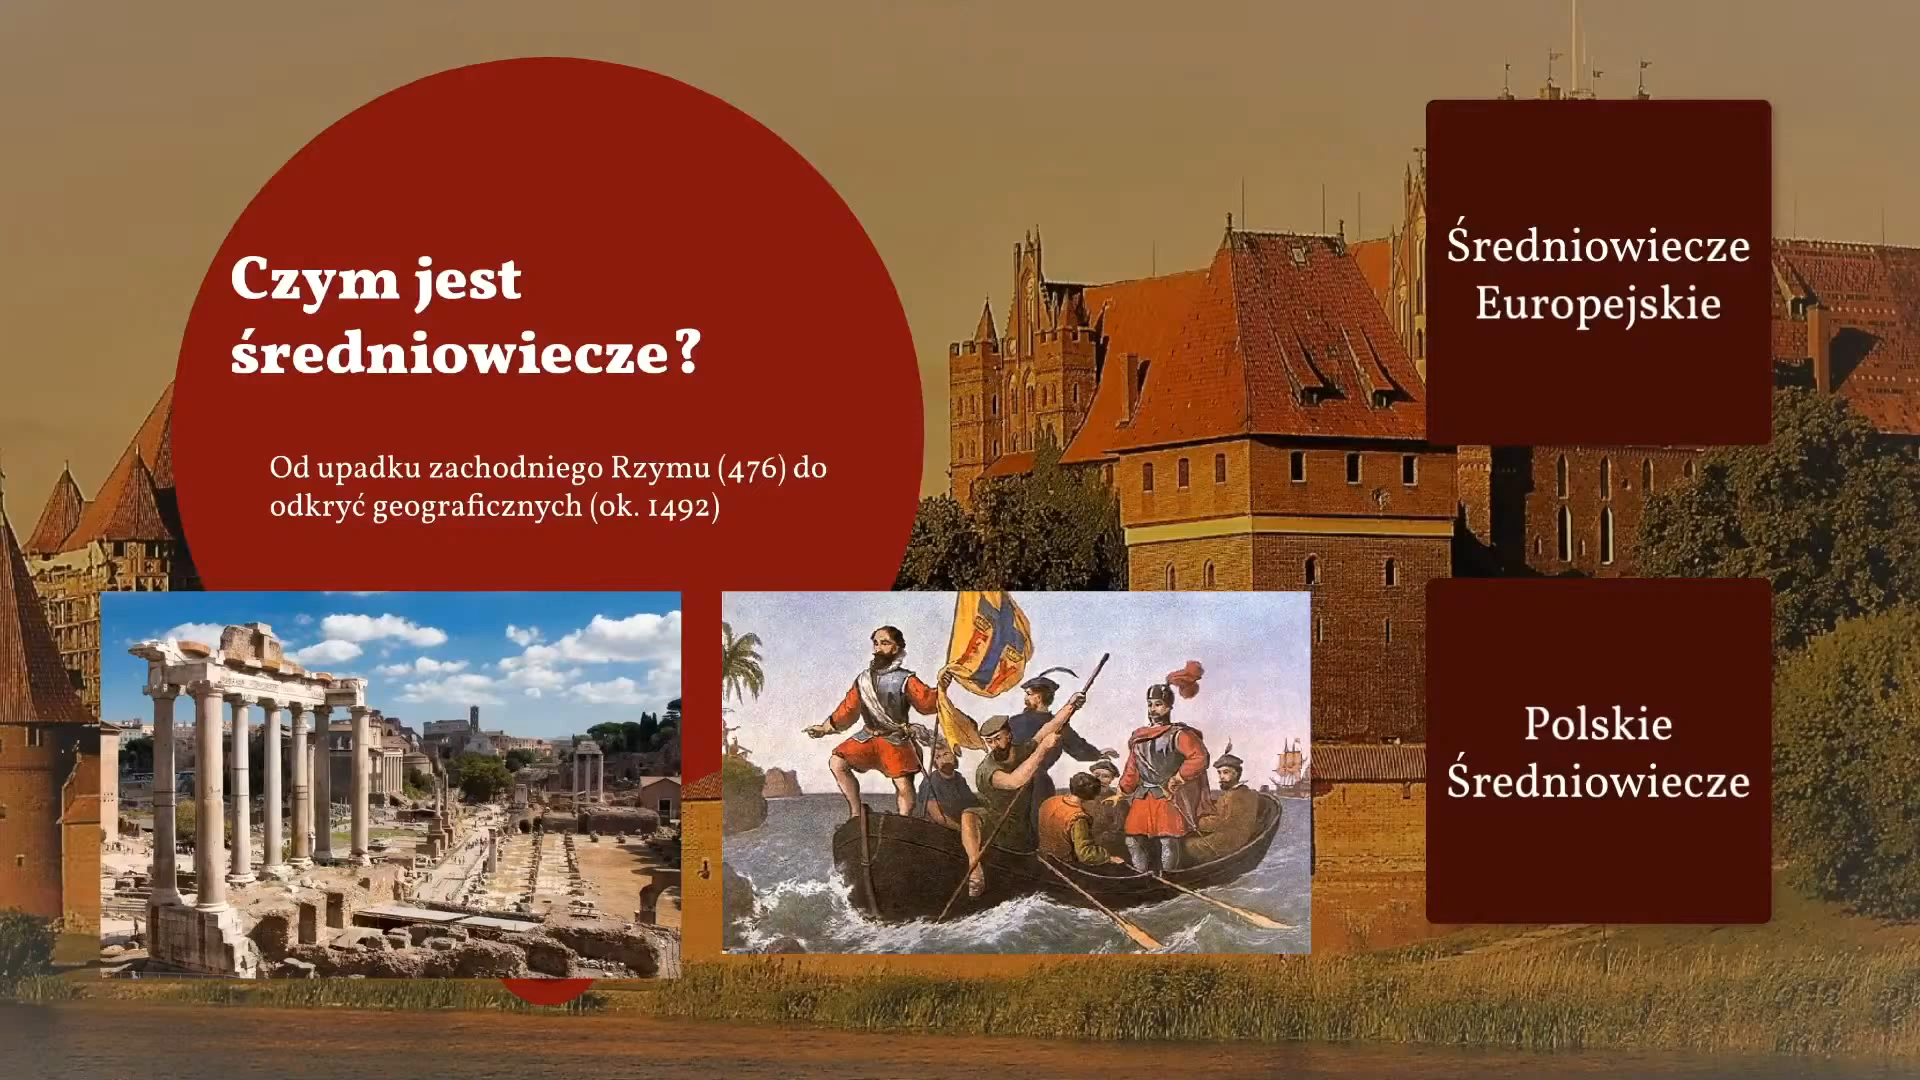 Czym jest
średniowiecze?
Od upadku zachodniego Rzymu (476) do
odkryć geograficznych (ok. 1492)
Średniowiecze
Europejskie
Polskie
Średniowiecze